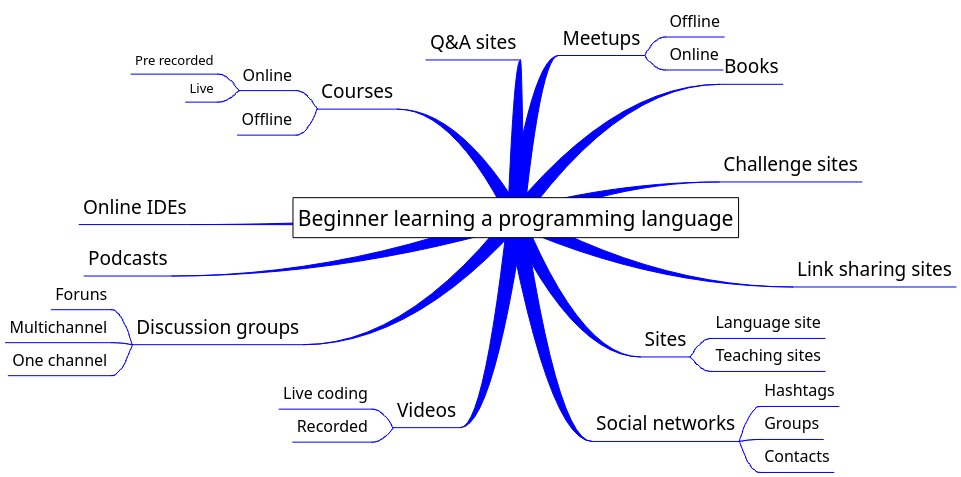 Beginner learning a programming language
Q&A sites
Meetups
Offline
Online
Books
Challenge sites
Link sharing sites
Sites
Language site
Teaching sites
Social networks
Hashtags
Groups
Contacts
Videos
Live coding
Recorded
Discussion groups
Foruns
Multichannel
One channel
Podcasts
Online IDEs
Courses
Online
Pre recorded
Live
Offline